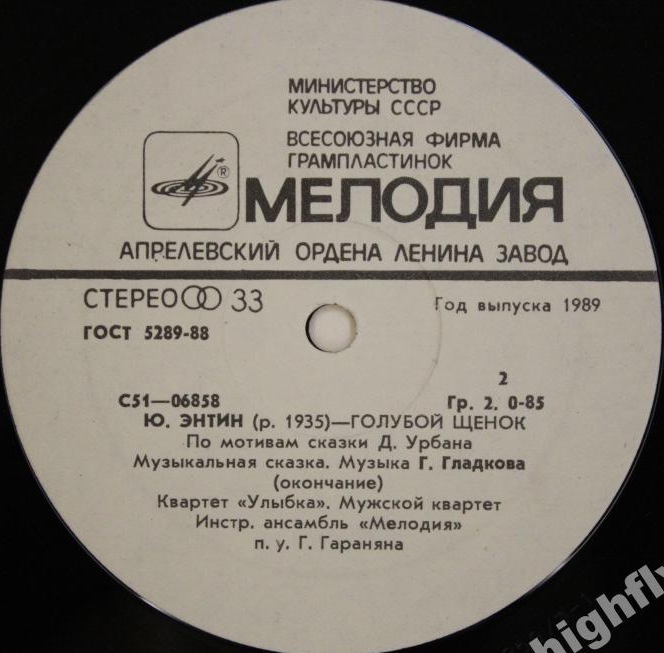 МИНИСТЕРСТВО
КУЛЬТУРЫ СССР
ВСЕСОЮЗНАЯ ФИРМА
ГРАМПЛАСТИНОК
®
МЕЛОДИЯ
АПРЕЛЕВСКИЙ ОРДЕНА ЛЕНИНА ЗАВОД
СТЕРЕО 33
Год выпуска 1989
ГОСТ 5289-88
2
С51—06858
Гр. 2. 0-85
Ю. ЭНТИН (р. 1935)—ГОЛУБОЙ ЩЕНОК
По мотивам сказки Д. Урбана
Музыкальная сказка. Музыка Г. Гладкова
(окончание)
Квартет «Улыбка». Мужской квартет
Инстр. ансамбль «Мелодия»
п. у. Г. Гараняна